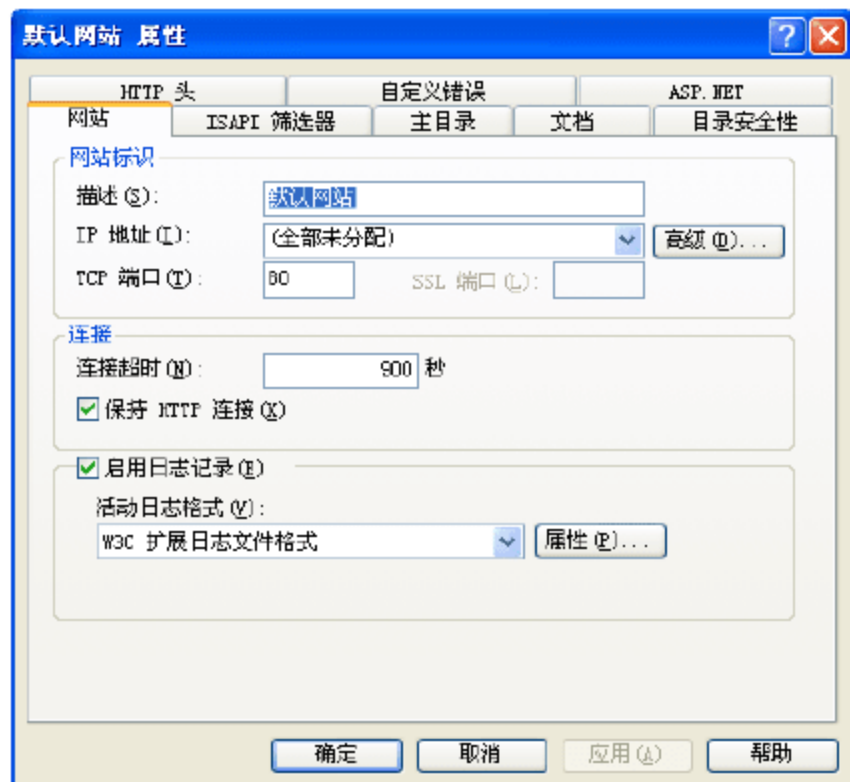 默认网站 属性
HTTP 头 自定义错误 ASP.NET
网站 ISAPI 筛选器 主目录 文档 目录安全性
网站标识
描述(S): 默认网站
IP 地址(I): (全部未分配) 高级(D)...
TCP 端口(T): 80 SSL 端口(L):
连接
连接超时(N): 900 秒
保持 HTTP 连接(K)
启用日志记录(E)
活动日志格式(V):
W3C 扩展日志文件格式 属性(P)...
确定 取消 应用(A) 帮助